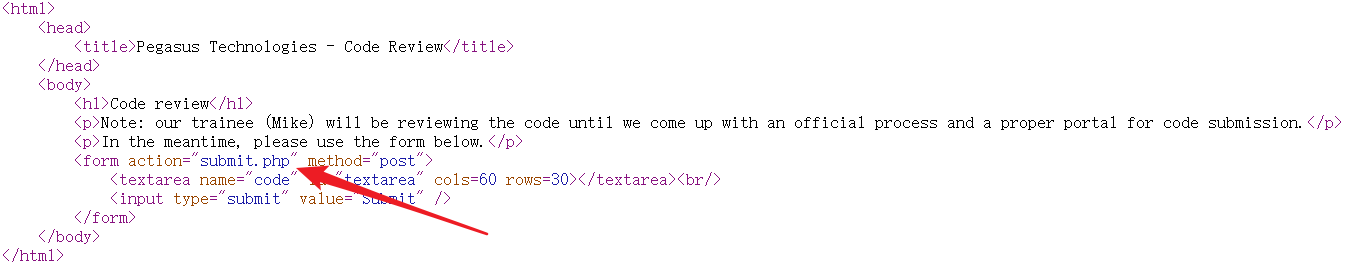 <html>
<head>
<title>Pegasus Technologies - Code Review</title>
</head>
<body>
<h1>Code review</h1>
<p>Note: our trainee (Mike) will be reviewing the code until we come up with an official process and a proper portal for code submission.</p>
<p>In the meantime, please use the form below.</p>
<form action="submit.php" method="post">
<textarea name="code" id="textarea" cols=60 rows=30></textarea><br/>
<input type="submit" value="Submit" />
</form>
</body>
</html>